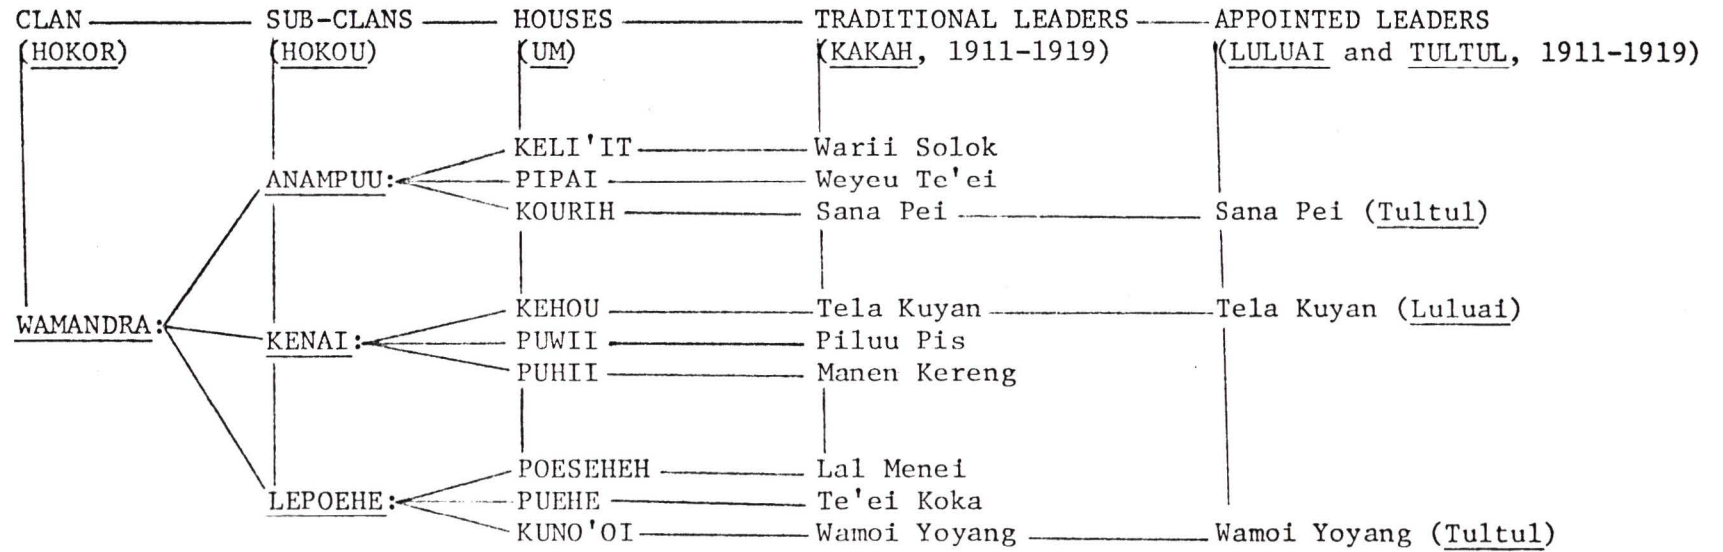 CLAN SUB-CLANS HOUSES TRADITIONAL LEADERS APPOINTED LEADERS
(HOKOR) (HOKOU) (UM) (KAKAH, 1911-1919) (LULUAI and TULTUL, 1911-1919)
KELI'IT Warii Solok
ANAMPUU: PIPAI Weyeu Te'ei
KOURIH Sana Pei Sana Pei (Tultul)
KEHOU Tela Kuyan Tela Kuyan (Luluai)
WAMANDRA: KENAI: PUWII Piluu Pis
PUHII Manen Kereng
POESEHEH Lal Menei
LEPOEHE: PUEHE Te'ei Koka
KUNO'OI Wamoi Yoyang Wamoi Yoyang (Tultul)